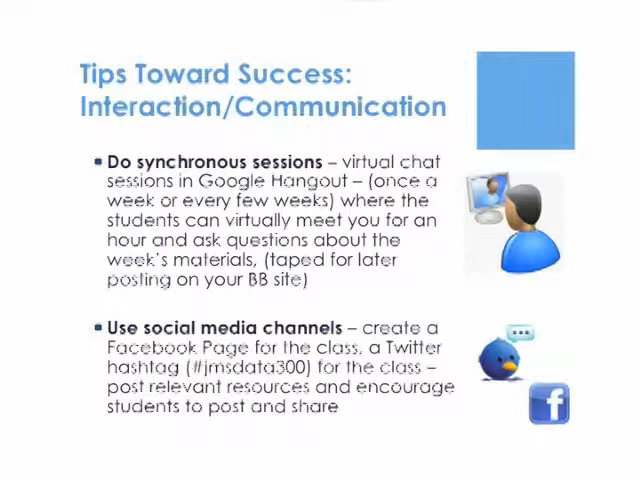 Tips Toward Success:
Interaction/Communication
Do synchronous sessions – virtual chat
sessions in Google Hangout – (once a
week or every few weeks) where the
students can virtually meet you for an
hour and ask questions about the
week's materials, (taped for later
posting on your BB site)
Use social media channels – create a
Facebook Page for the class, a Twitter
hashtag (#jmsdata300) for the class –
post relevant resources and encourage
students to post and share
f